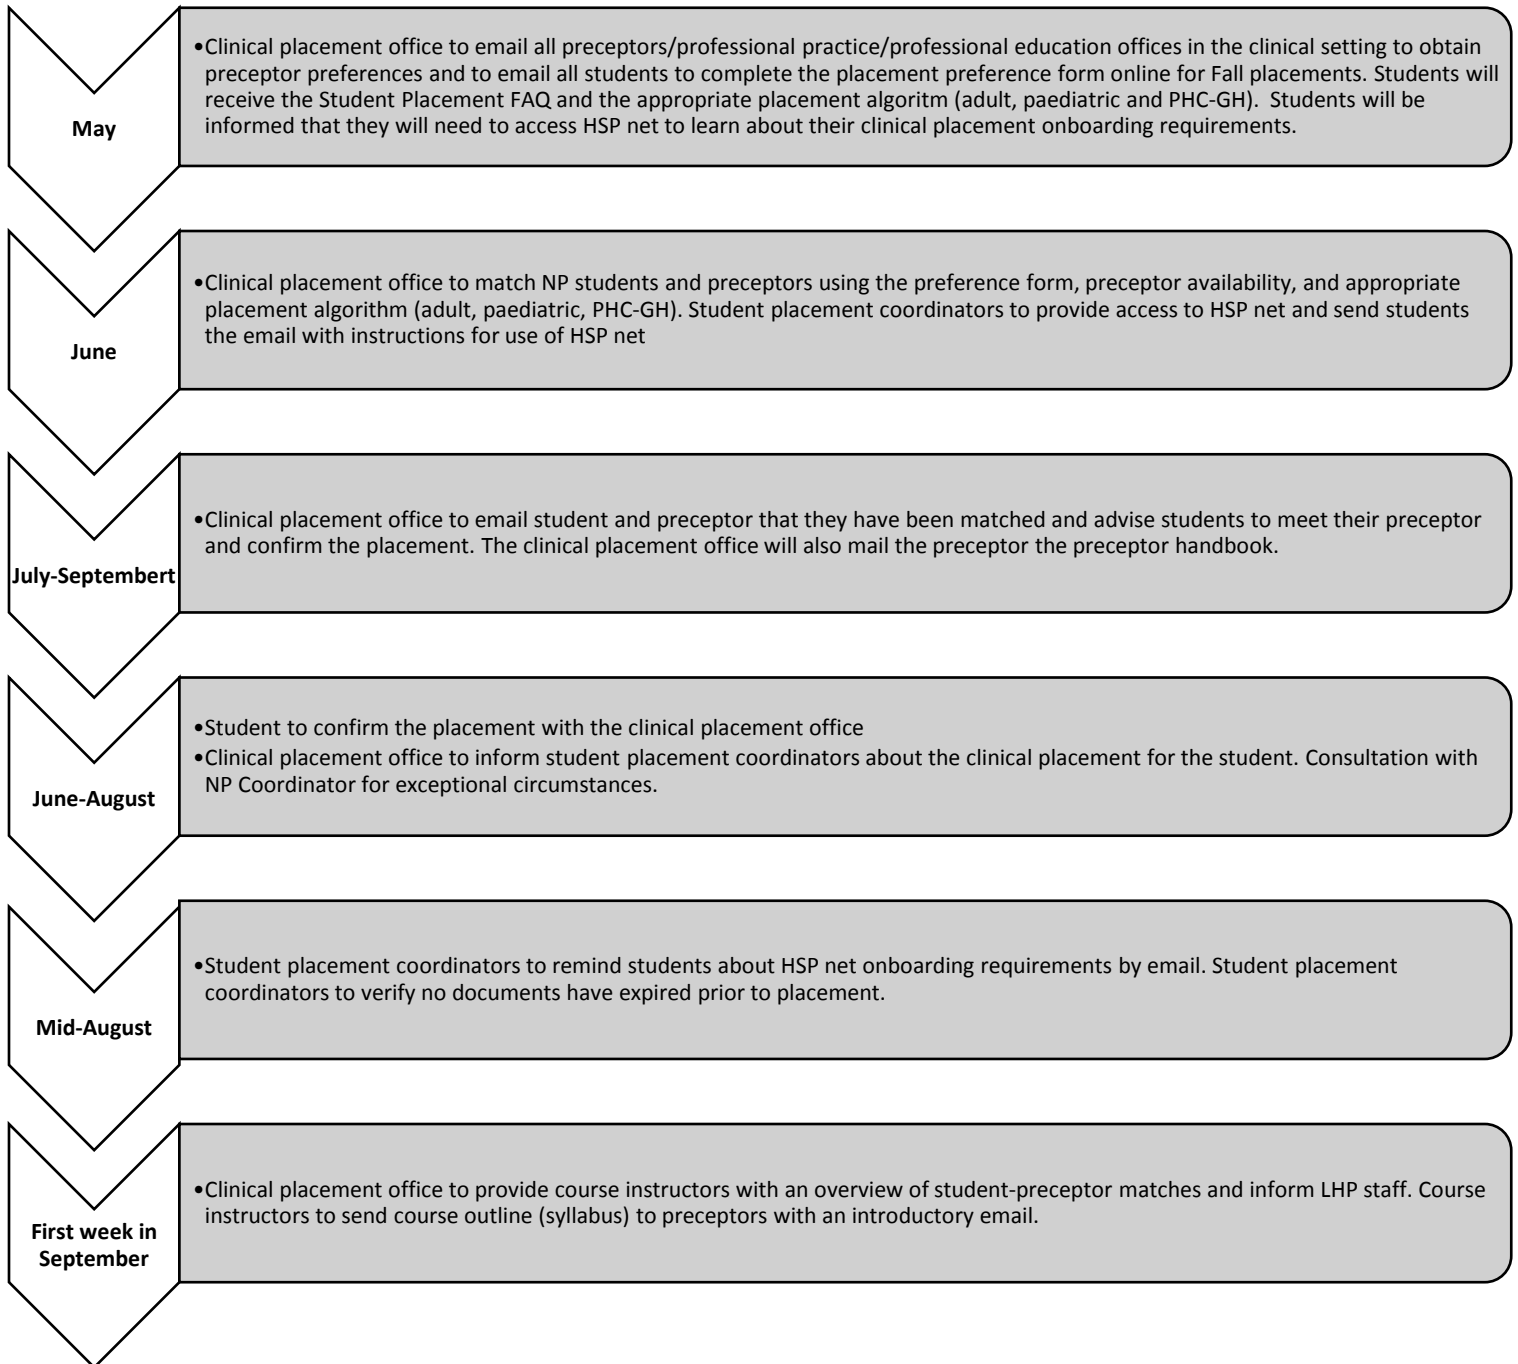 May
•Clinical placement office to email all preceptors/professional practice/professional education offices in the clinical setting to obtain
preceptor preferences and to email all students to complete the placement preference form online for Fall placements. Students will
receive the Student Placement FAQ and the appropriate placement algoritm (adult, paediatric and PHC-GH).  Students will be
informed that they will need to access HSP net to learn about their clinical placement onboarding requirements.
June
•Clinical placement office to match NP students and preceptors using the preference form, preceptor availability, and appropriate
placement algorithm (adult, paediatric, PHC-GH). Student placement coordinators to provide access to HSP net and send students
the email with instructions for use of HSP net
July-Septembert
•Clinical placement office to email student and preceptor that they have been matched and advise students to meet their preceptor
and confirm the placement. The clinical placement office will also mail the preceptor the preceptor handbook.
June-August
•Student to confirm the placement with the clinical placement office
•Clinical placement office to inform student placement coordinators about the clinical placement for the student. Consultation with
NP Coordinator for exceptional circumstances.
Mid-August
•Student placement coordinators to remind students about HSP net onboarding requirements by email. Student placement
coordinators to verify no documents have expired prior to placement.
First week in
September
•Clinical placement office to provide course instructors with an overview of student-preceptor matches and inform LHP staff. Course
instructors to send course outline (syllabus) to preceptors with an introductory email.